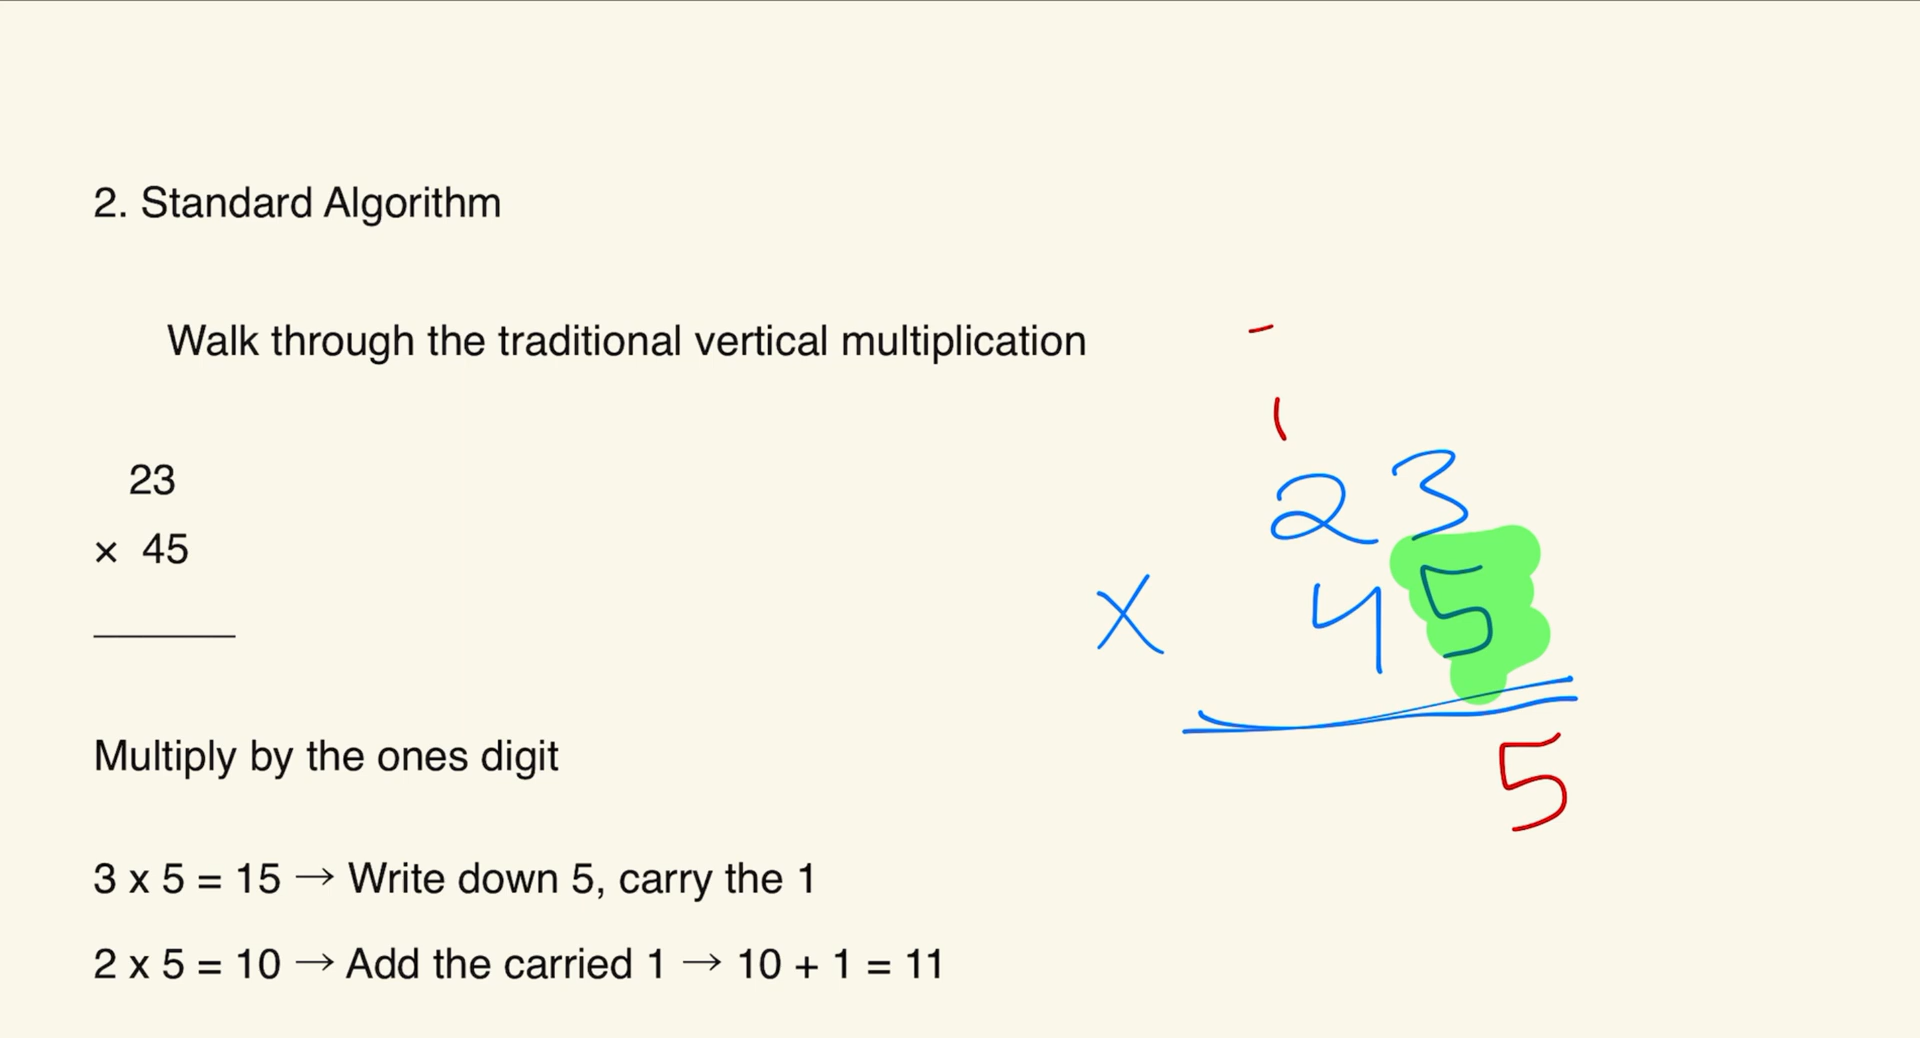 2. Standard Algorithm
Walk through the traditional vertical multiplication
23
× 45
Multiply by the ones digit
3 x 5 = 15 → Write down 5, carry the 1
2 x 5 = 10 → Add the carried 1 → 10 + 1 = 11
1
23
X 45
5